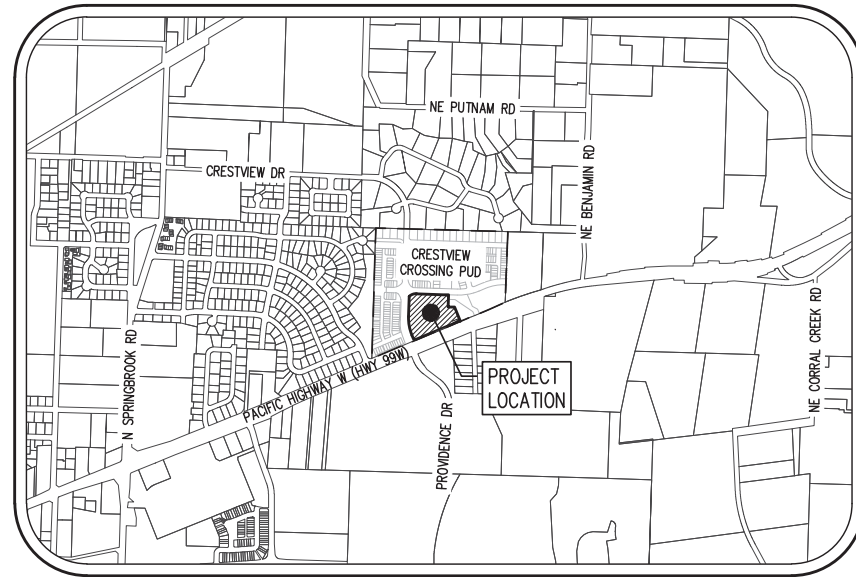 NE PUTNAM RD
CRESTVIEW DR
NE BENJAMIN RD
CRESTVIEW
CROSSING PUD
N SPRINGBROOK RD
PACIFIC HIGHWAY W (HWY 99W)
PROVIDENCE DR
PROJECT
LOCATION
NE CORRAL CREEK RD